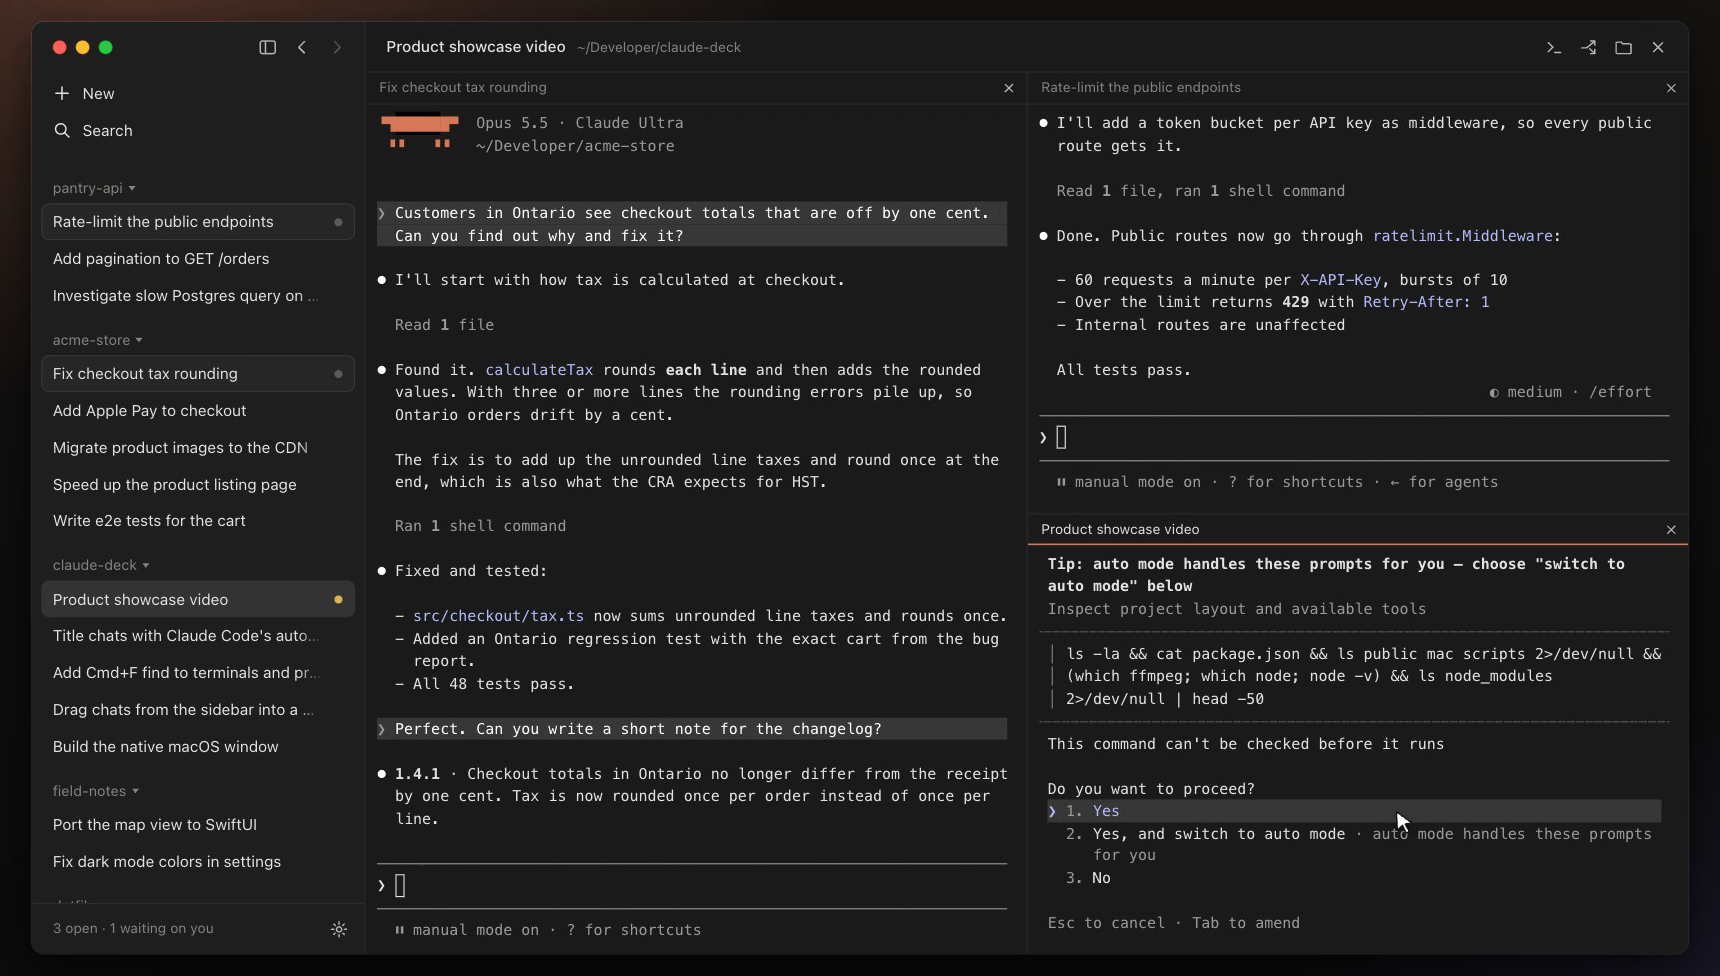 New
Search
pantry-api
Rate-limit the public endpoints
Add pagination to GET /orders
Investigate slow Postgres query on ...
acme-store
Fix checkout tax rounding
Add Apple Pay to checkout
Migrate product images to the CDN
Speed up the product listing page
Write e2e tests for the cart
claude-deck
Product showcase video
Title chats with Claude Code's auto...
Add Cmd+F find to terminals and pr...
Drag chats from the sidebar into a ...
Build the native macOS window
field-notes
Port the map view to SwiftUI
Fix dark mode colors in settings
3 open · 1 waiting on you
Product showcase video ~/Developer/claude-deck
Fix checkout tax rounding
Opus 5.5 · Claude Ultra
~/Developer/acme-store
❯ Customers in Ontario see checkout totals that are off by one cent.
Can you find out why and fix it?
● I'll start with how tax is calculated at checkout.
Read 1 file
● Found it. calculateTax rounds each line and then adds the rounded
values. With three or more lines the rounding errors pile up, so
Ontario orders drift by a cent.
The fix is to add up the unrounded line taxes and round once at the
end, which is also what the CRA expects for HST.
Ran 1 shell command
● Fixed and tested:
- src/checkout/tax.ts now sums unrounded line taxes and rounds once.
- Added an Ontario regression test with the exact cart from the bug
report.
- All 48 tests pass.
❯ Perfect. Can you write a short note for the changelog?
● 1.4.1 · Checkout totals in Ontario no longer differ from the receipt
by one cent. Tax is now rounded once per order instead of once per
line.
❯
manual mode on · ? for shortcuts
Rate-limit the public endpoints
● I'll add a token bucket per API key as middleware, so every public
route gets it.
Read 1 file, ran 1 shell command
● Done. Public routes now go through ratelimit.Middleware:
- 60 requests a minute per X-API-Key, bursts of 10
- Over the limit returns 429 with Retry-After: 1
- Internal routes are unaffected
All tests pass.
◐ medium · /effort
❯
manual mode on · ? for shortcuts · ← for agents
Product showcase video
Tip: auto mode handles these prompts for you — choose "switch to
auto mode" below
Inspect project layout and available tools
ls -la && cat package.json && ls public mac scripts 2>/dev/null &&
(which ffmpeg; which node; node -v) && ls node_modules
2>/dev/null | head -50
This command can't be checked before it runs
Do you want to proceed?
❯ 1. Yes
2. Yes, and switch to auto mode · auto mode handles these prompts
for you
3. No
Esc to cancel · Tab to amend